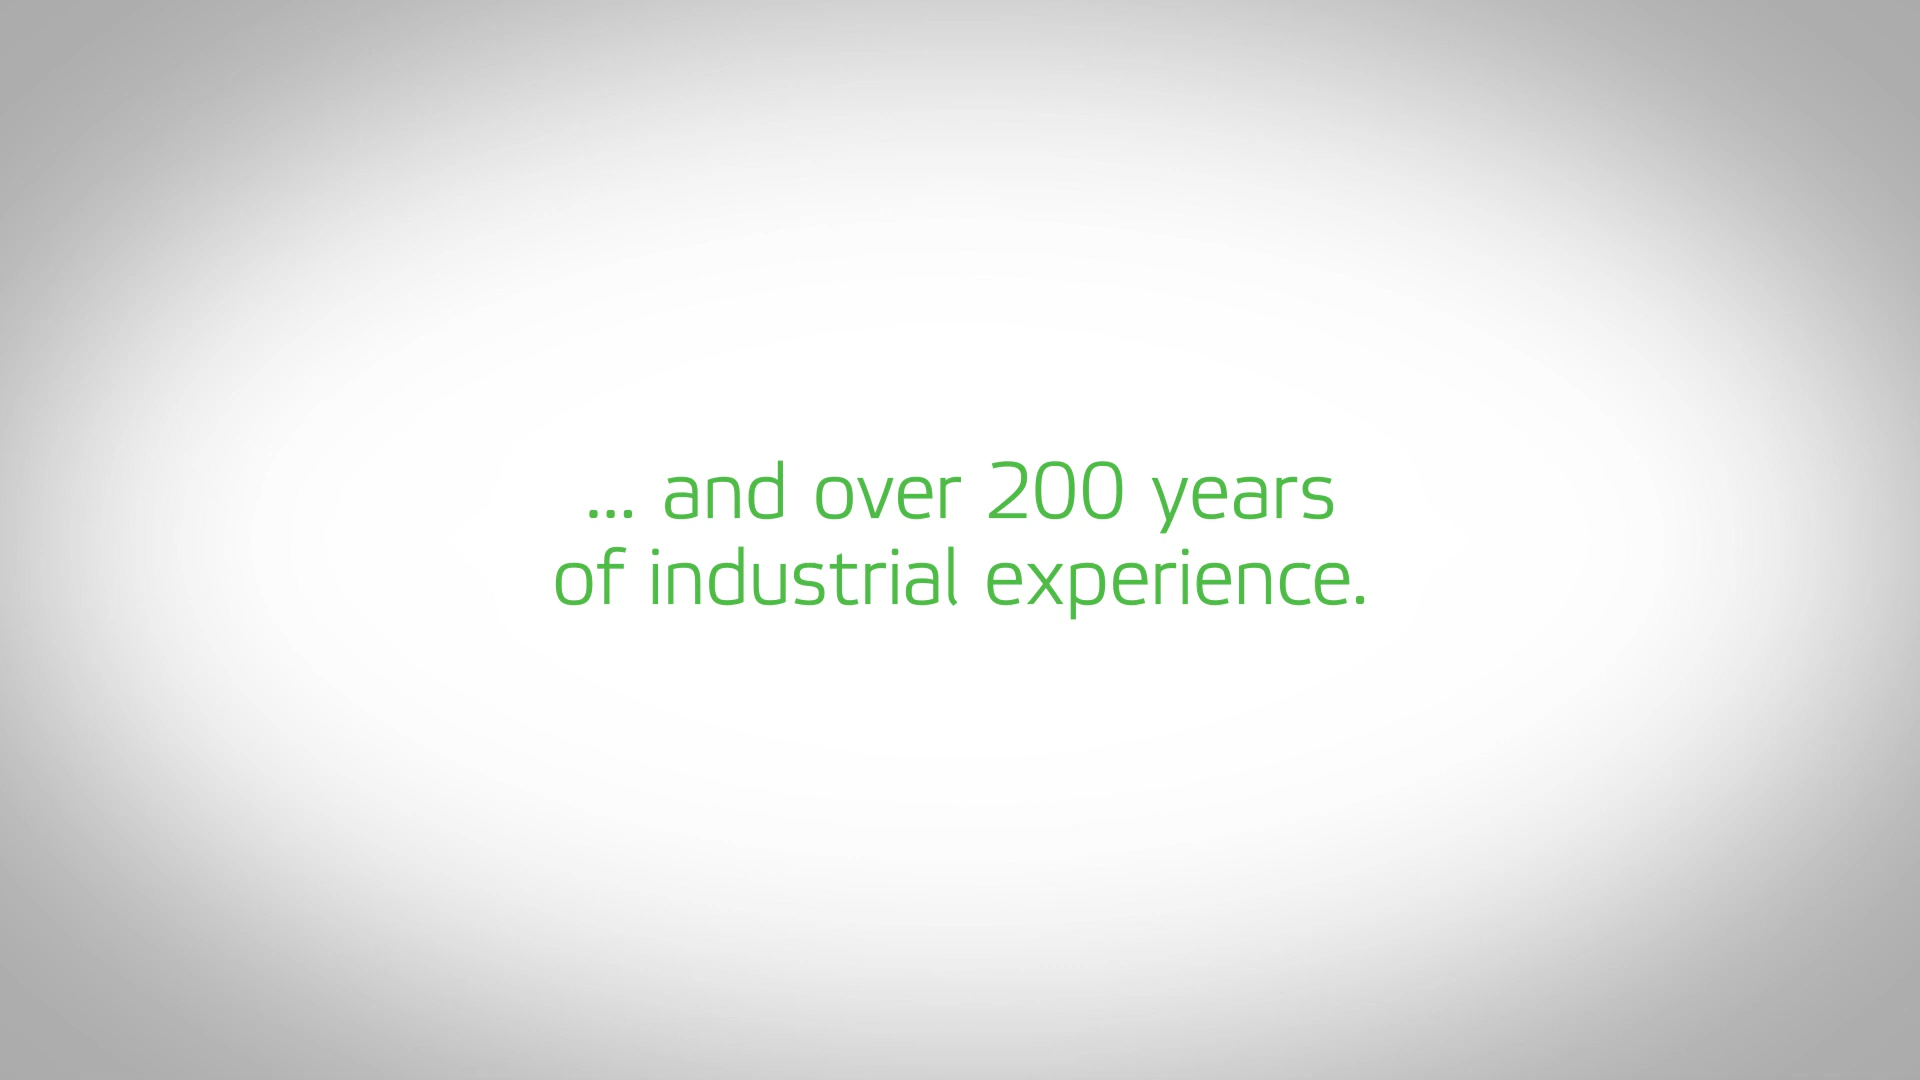 ... and over 200 years
of industrial experience.